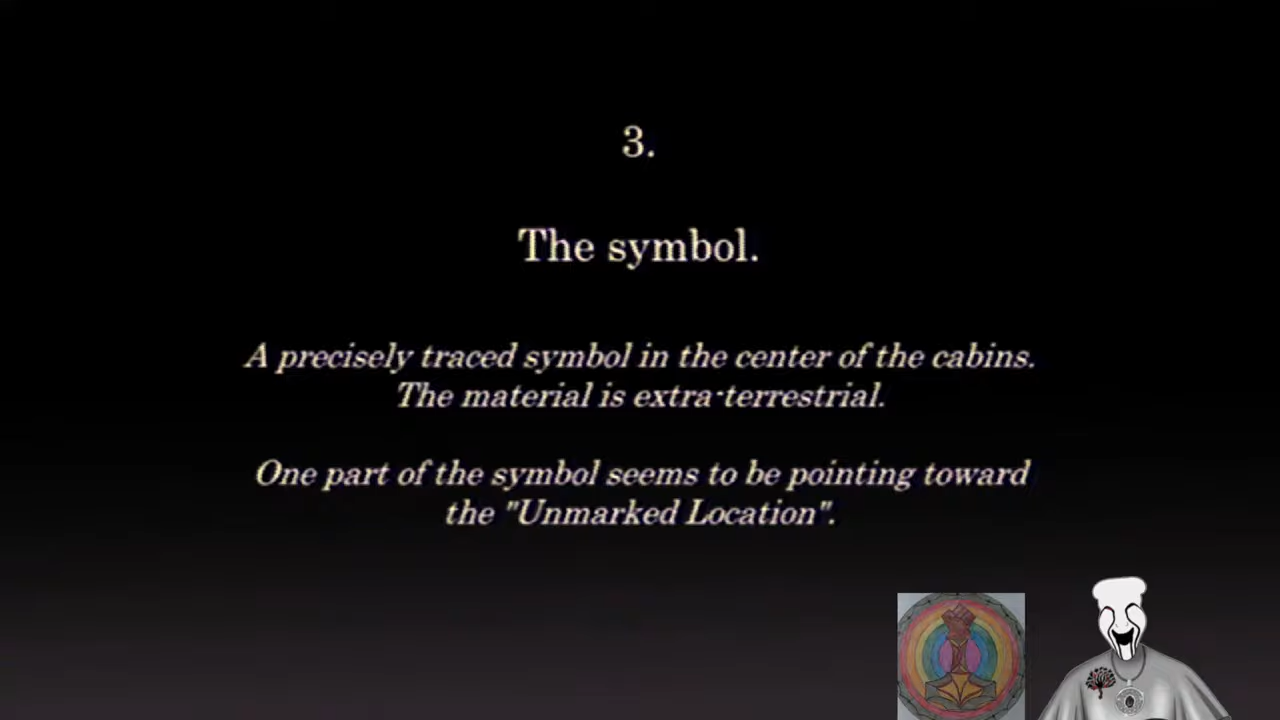 3.
The symbol.
A precisely traced symbol in the center of the cabins.
The material is extra-terrestrial.
One part of the symbol seems to be pointing toward
the "Unmarked Location".